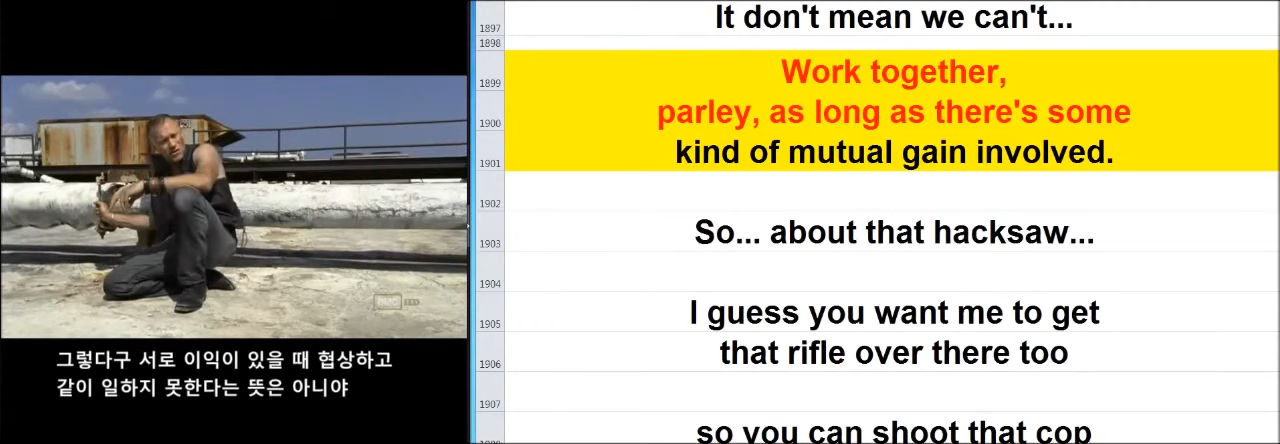 그렇다구 서로 이익이 있을 때 협상하고
같이 일하지 못한다는 뜻은 아니야
1897
It don't mean we can't...
1898
1899
Work together,
1900
parley, as long as there's some
1901
kind of mutual gain involved.
1902
1903
So... about that hacksaw...
1904
1905
I guess you want me to get
1906
that rifle over there too
1907
so you can shoot that cop